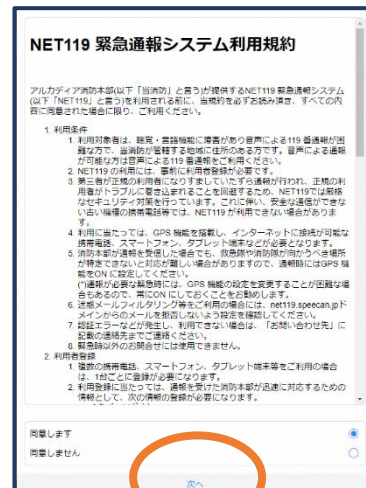 NET119 緊急通報システム利用規約
アルカディア消防本部(以下「当消防」と言う)が提供するNET119 緊急通報システム
(以下「NET119」と言う)を利用される前に、当規約を必ずお読み頂き、すべての内
容に同意された場合に限り、ご利用ください。
1. 利用条件
1. 利用対象者は、聴覚・言語機能に障害があり音声による119 番通報が困
難な方で、当消防が管轄する地域に住所のある方です。音声による通報
が可能な方は音声による119 番通報をご利用ください。
2. NET119 の利用には、事前に利用者登録が必要です。
3. 第三者が正規の利用者になりすましていたずら通報が行われ、正規の利
用者がトラブルに巻き込まれることを回避するため、NET119では厳格
なセキュリティ対策を行っています。これに伴い、安全な通信ができな
い古い機種の携帯電話等では、NET119 が利用できない場合がありま
す。
4. 利用に当たっては、GPS 機能を搭載し、インターネットに接続が可能な
携帯電話、スマートフォン、タブレット端末などが必要となります。
5. 消防本部が通報を受信した場合でも、救急隊や消防隊が向かうべき場所
が特定できないと対応が難しい場合がありますので、通報時にはGPS 機
能をON に設定してください。
(*)通報が必要な緊急時には、GPS 機能の設定を変更することが困難な場
合もあるので、常にON にしておくことをお勧めします。
6. 迷惑メールフィルタリング等をご利用の場合には、net119.speecan.jpド
メインからのメールを拒否しないよう設定を確認してください。
7. 認証エラーなどが発生し、利用できない場合は、「お問い合わせ先」に
記載の連絡先までご連絡ください。
8. 緊急時以外のお問合せには使用できません。
2. 利用者登録
1. 複数の携帯電話、スマートフォン、タブレット端末等をご利用の場合
は、1台ごとに登録が必要になります。
2. 利用登録に当たっては、通報を受けた消防本部が迅速に対応するための
情報として、次の情報の登録が必要になります。
同意します
同意しません
次へ